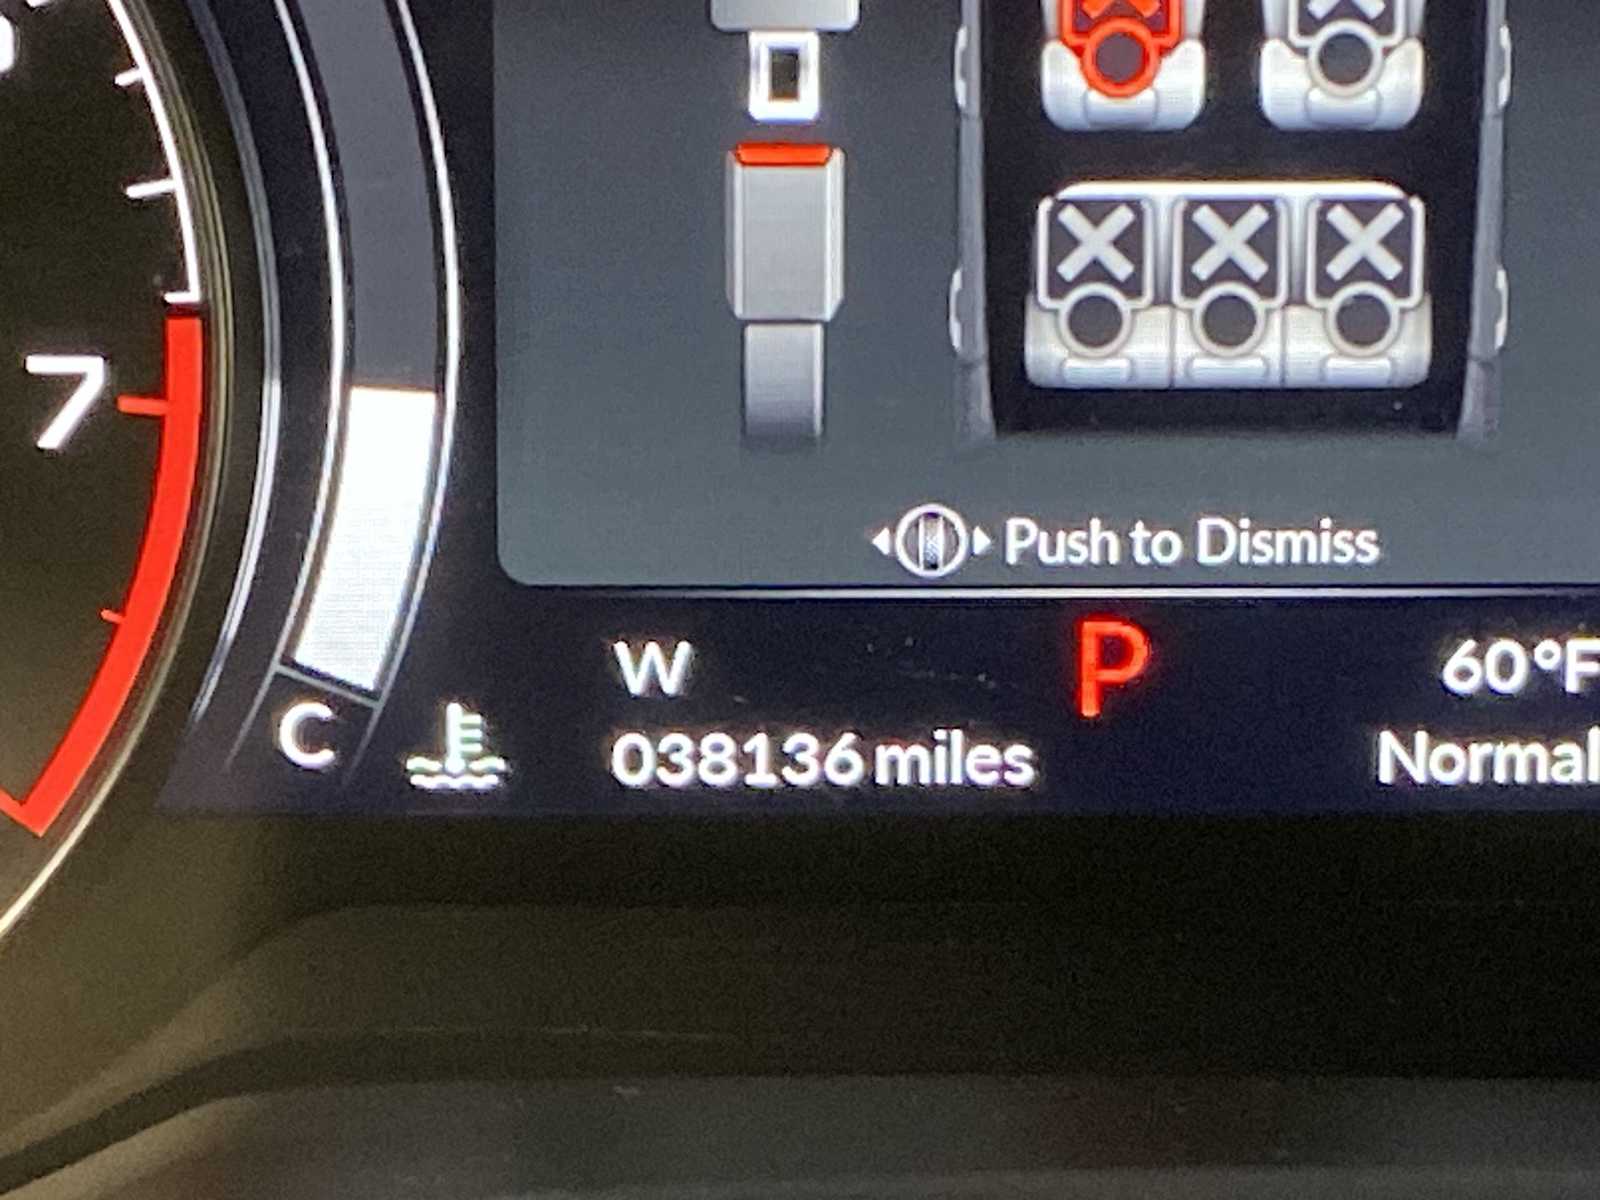 7
Push to Dismiss
W
P
60°F
C
038136 miles
Normal